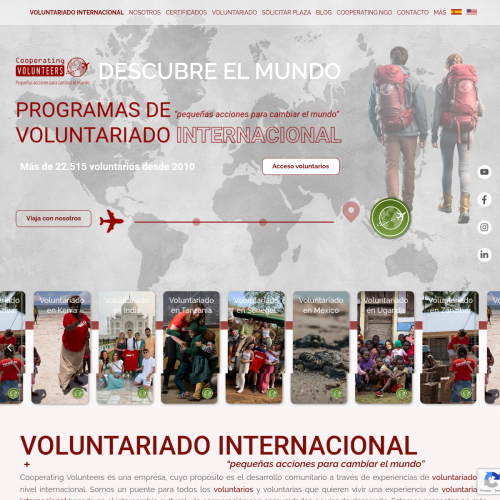 VOLUNTARIADO INTERNACIONAL NOSOTROS CERTIFICADOS VOLUNTARIADO SOLICITAR PLAZA BLOG COOPERATING NGO CONTACTO MÁS
Cooperating
VOLUNTEERS
Pequeñas acciones para cambiar el mundo
DESCUBRE EL MUNDO
PROGRAMAS DE "pequeñas acciones para cambiar el mundo"
VOLUNTARIADO INTERNACIONAL
Más de 22.515 voluntarios desde 2010
Acceso voluntarios
Viaja con nosotros
Voluntariado
en Kenia
Voluntariado
en India
Voluntariado
en Tanzania
Voluntariado
en Senegal
Voluntariado
en Mexico
Voluntariado
en Uganda
Voluntariado
en Zanzibar
VOLUNTARIADO INTERNACIONAL
+ "pequeñas acciones para cambiar el mundo"
Cooperating Volunteers es una empresa, cuyo propósito es el desarrollo comunitario a través de experiencias de voluntariado
nivel internacional. Somos un puente para todos los voluntarios y voluntarias que quieren vivir una experiencia de voluntaria